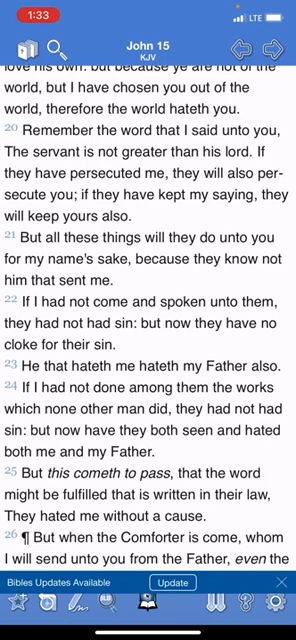 1:33
LTE
John 15
KJV
love his own: but because ye are not of the
world, but I have chosen you out of the
world, therefore the world hateth you.
20 Remember the word that I said unto you,
The servant is not greater than his lord. If
they have persecuted me, they will also per-
secute you; if they have kept my saying, they
will keep yours also.
21 But all these things will they do unto you
for my name's sake, because they know not
him that sent me.
22 If I had not come and spoken unto them,
they had not had sin: but now they have no
cloke for their sin.
23 He that hateth me hateth my Father also.
24 If I had not done among them the works
which none other man did, they had not had
sin: but now have they both seen and hated
both me and my Father.
25 But this cometh to pass, that the word
might be fulfilled that is written in their law,
They hated me without a cause.
26 ¶ But when the Comforter is come, whom
I will send unto you from the Father, even the
Bibles Updates Available
Update